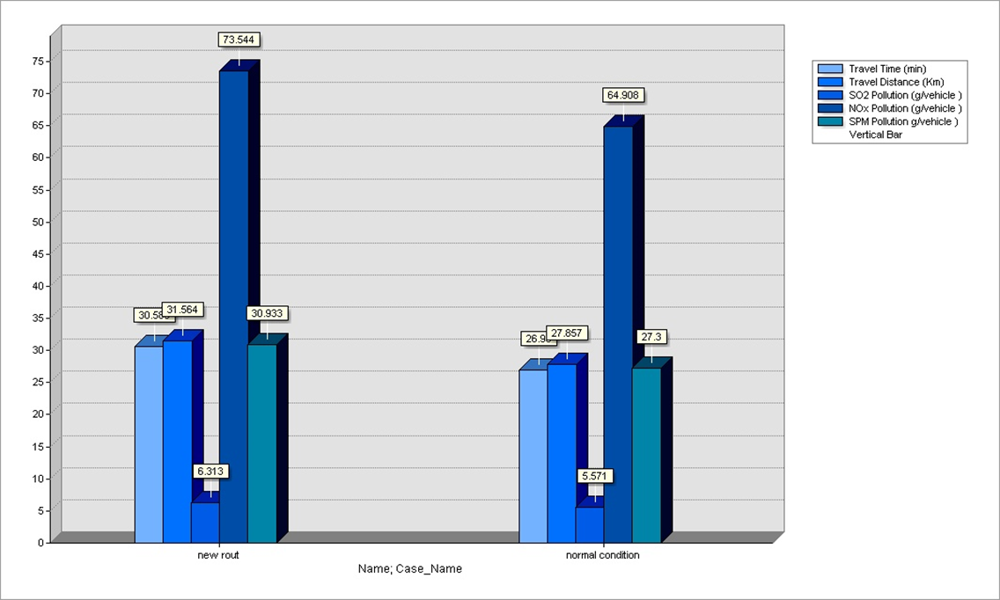 73.544
64.908
30.933
31.564
27.857
27.3
6.313
5.571
75
70
65
60
55
50
45
40
35
30
25
20
15
10
5
0
new rout
normal condition
Name; Case_Name
Travel Time (min)
Travel Distance (Km)
SO2 Pollution (g/vehicle )
NOx Pollution (g/vehicle )
SPM Pollution g/vehicle )
Vertical Bar